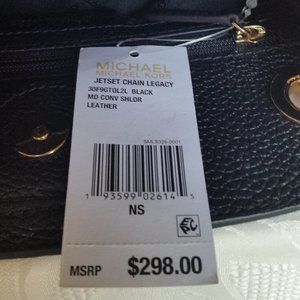 MICHAEL
MICHAEL KORS
JETSET CHAIN LEGACY
30F9GTQL2L BLACK
MD CONV SHLDR
LEATHER
1 93599 02614 5
NS
MSRP $298.00